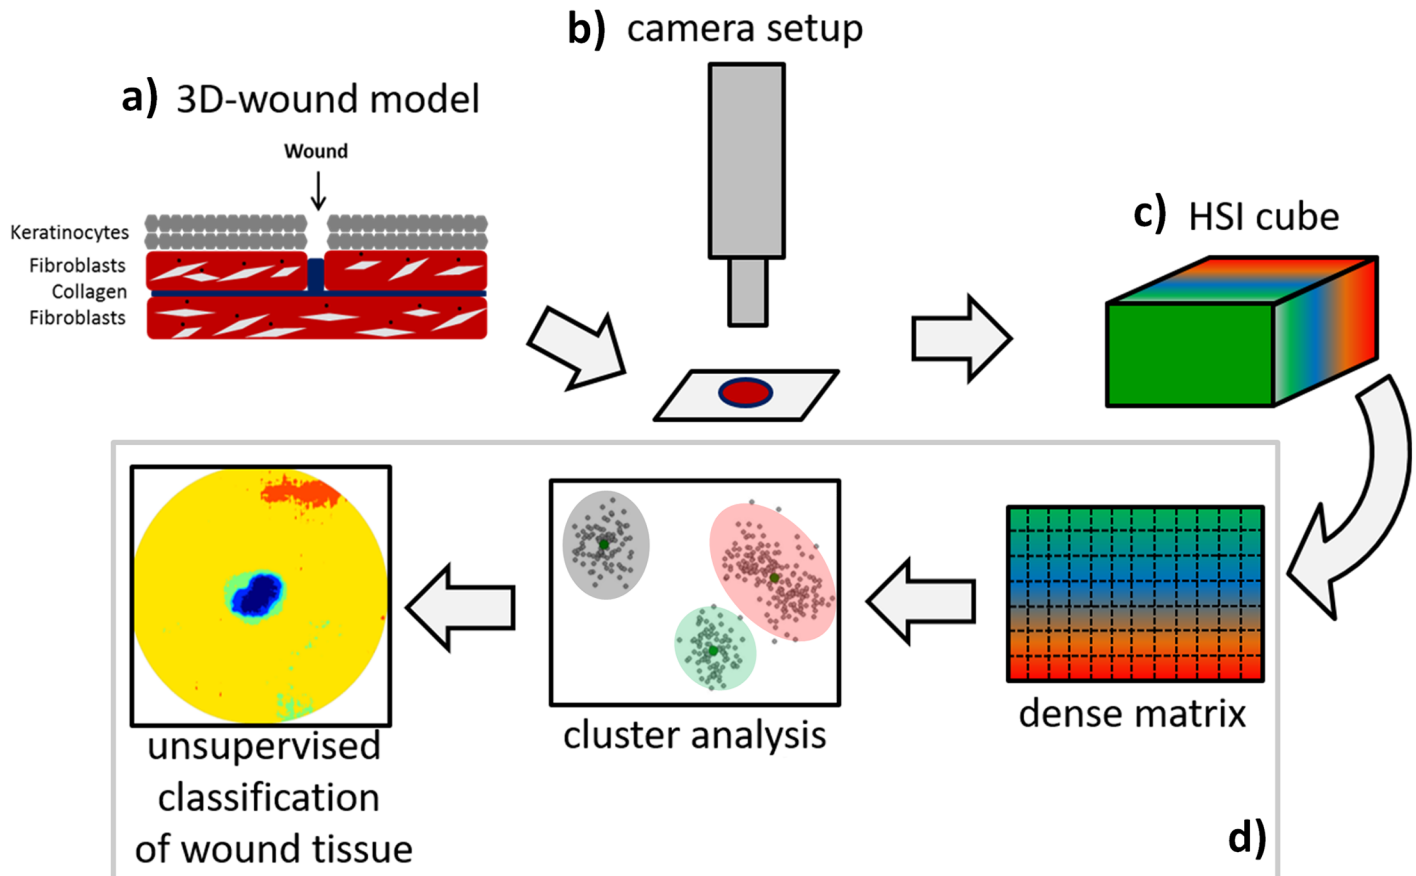 a) 3D-wound model
Wound
Keratinocytes
Fibroblasts
Collagen
Fibroblasts
b) camera setup
c) HSI cube
dense matrix
cluster analysis
unsupervised
classification
of wound tissue
d)